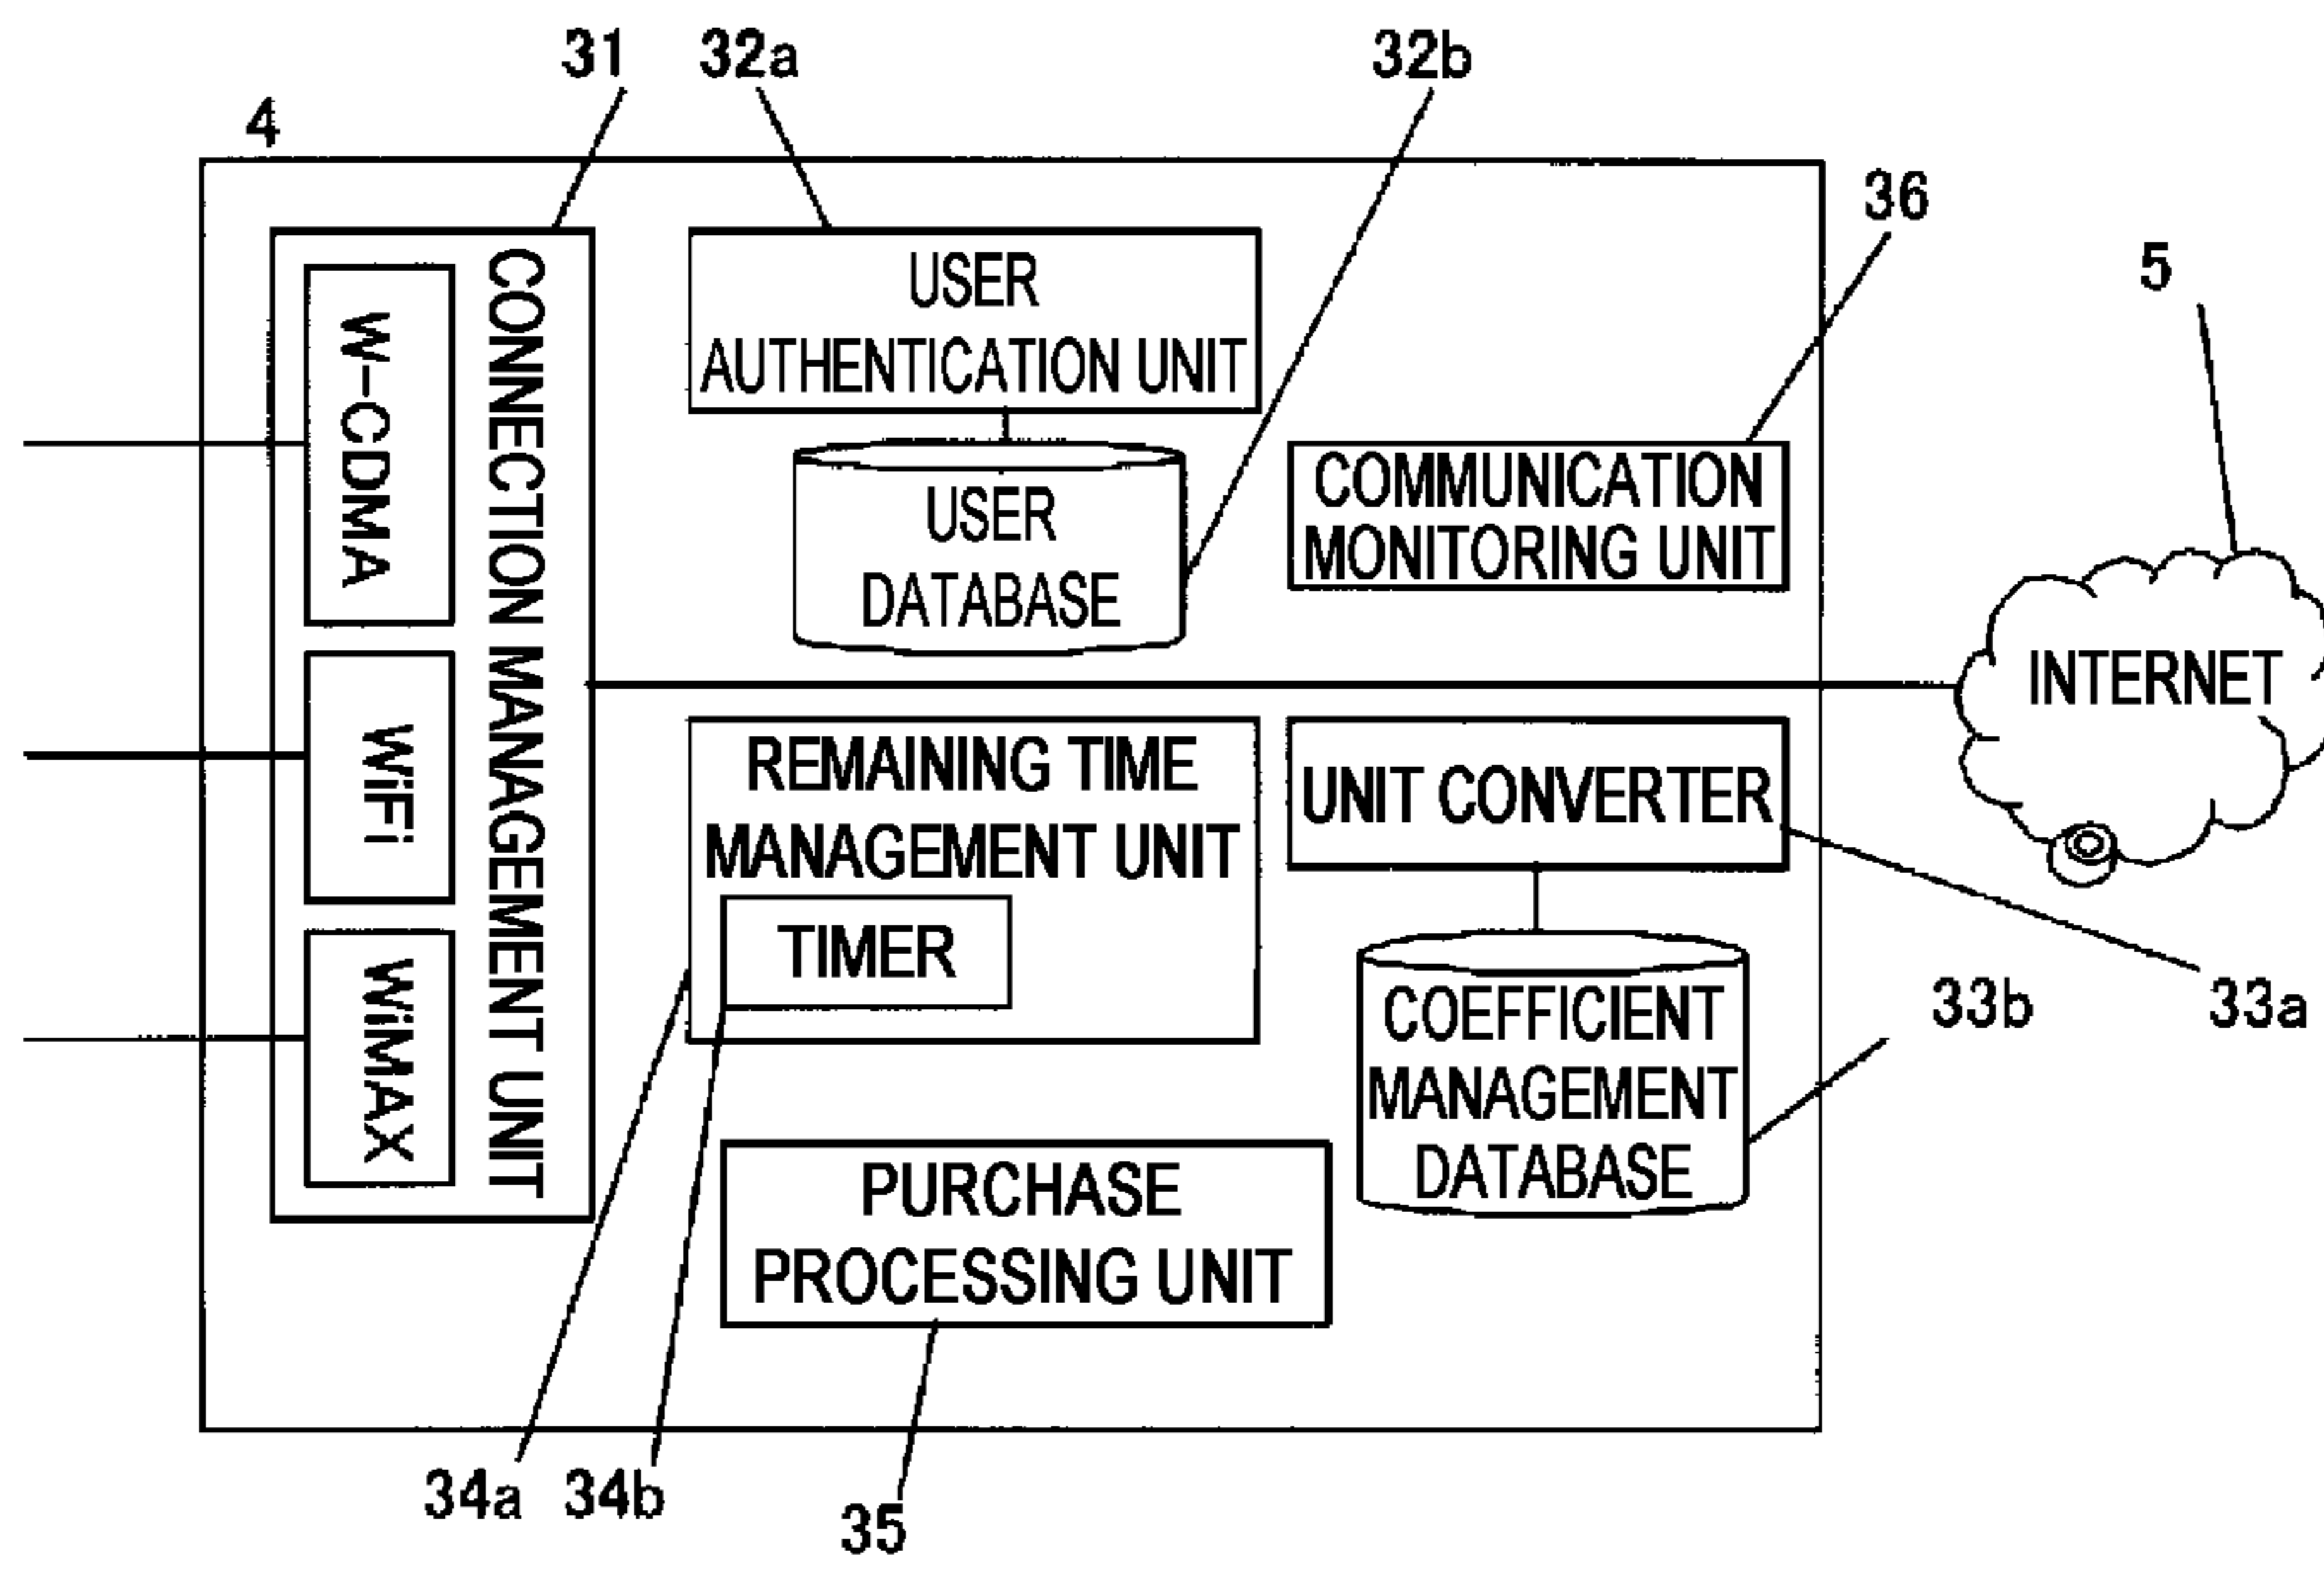 31
32a
32b
4
36
5
CONNECTION MANAGEMENT UNIT
W-CDMA
WiFi
WiMAX
USER
AUTHENTICATION UNIT
USER
DATABASE
COMMUNICATION
MONITORING UNIT
INTERNET
REMAINING TIME
MANAGEMENT UNIT
TIMER
UNIT CONVERTER
COEFFICIENT
MANAGEMENT
DATABASE
33b
33a
PURCHASE
PROCESSING UNIT
34a
34b
35